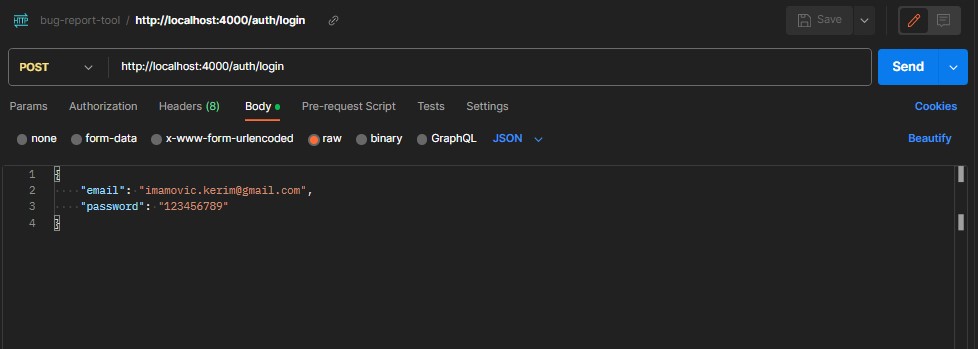 HTTP bug-report-tool / http://localhost:4000/auth/login Save
POST http://localhost:4000/auth/login Send
Params Authorization Headers (8) Body Pre-request Script Tests Settings Cookies
none form-data x-www-form-urlencoded raw binary GraphQL JSON Beautify
1 {
2 "email": "imamovic.kerim@gmail.com",
3 "password": "123456789"
4 }